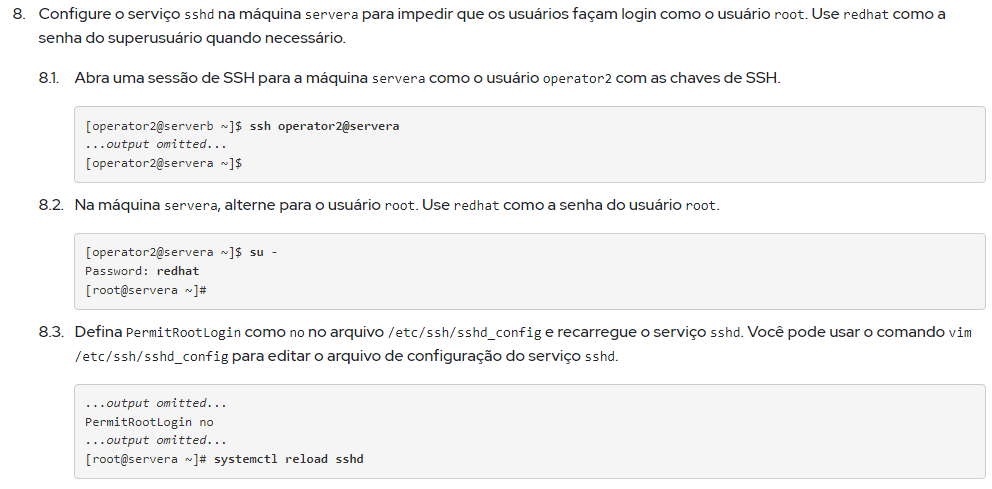 8. Configure o serviço sshd na máquina servera para impedir que os usuários façam login como o usuário root. Use redhat como a
senha do superusuário quando necessário.
8.1. Abra uma sessão de SSH para a máquina servera como o usuário operator2 com as chaves de SSH.
[operator2@serverb ~]$ ssh operator2@servera
...output omitted...
[operator2@servera ~]$
8.2. Na máquina servera, alterne para o usuário root. Use redhat como a senha do usuário root.
[operator2@servera ~]$ su -
Password: redhat
[root@servera ~]#
8.3. Defina PermitRootLogin como no no arquivo /etc/ssh/sshd_config e recarregue o serviço sshd. Você pode usar o comando vim
/etc/ssh/sshd_config para editar o arquivo de configuração do serviço sshd.
...output omitted...
PermitRootLogin no
...output omitted...
[root@servera ~]# systemctl reload sshd